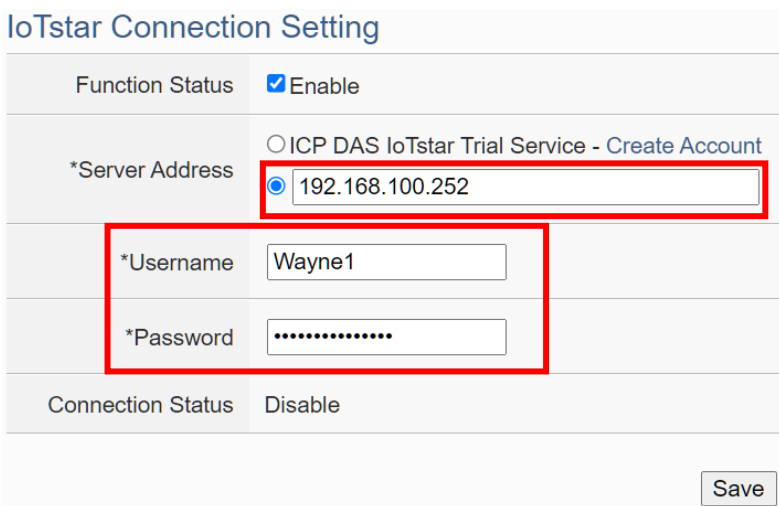 IoTstar Connection Setting
Function Status Enable
ICP DAS IoTstar Trial Service - Create Account
*Server Address
192.168.100.252
*Username Wayne1
*Password •••••••••••••••
Connection Status Disable
Save